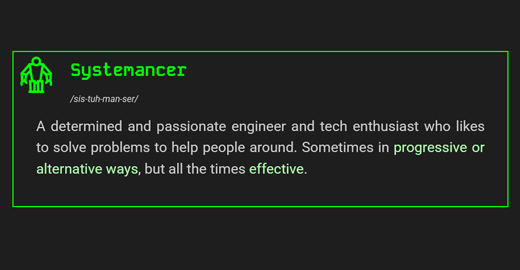 Systemancer
/sis-tuh-man-ser/
A determined and passionate engineer and tech enthusiast who likes
to solve problems to help people around. Sometimes in progressive or
alternative ways, but all the times effective.